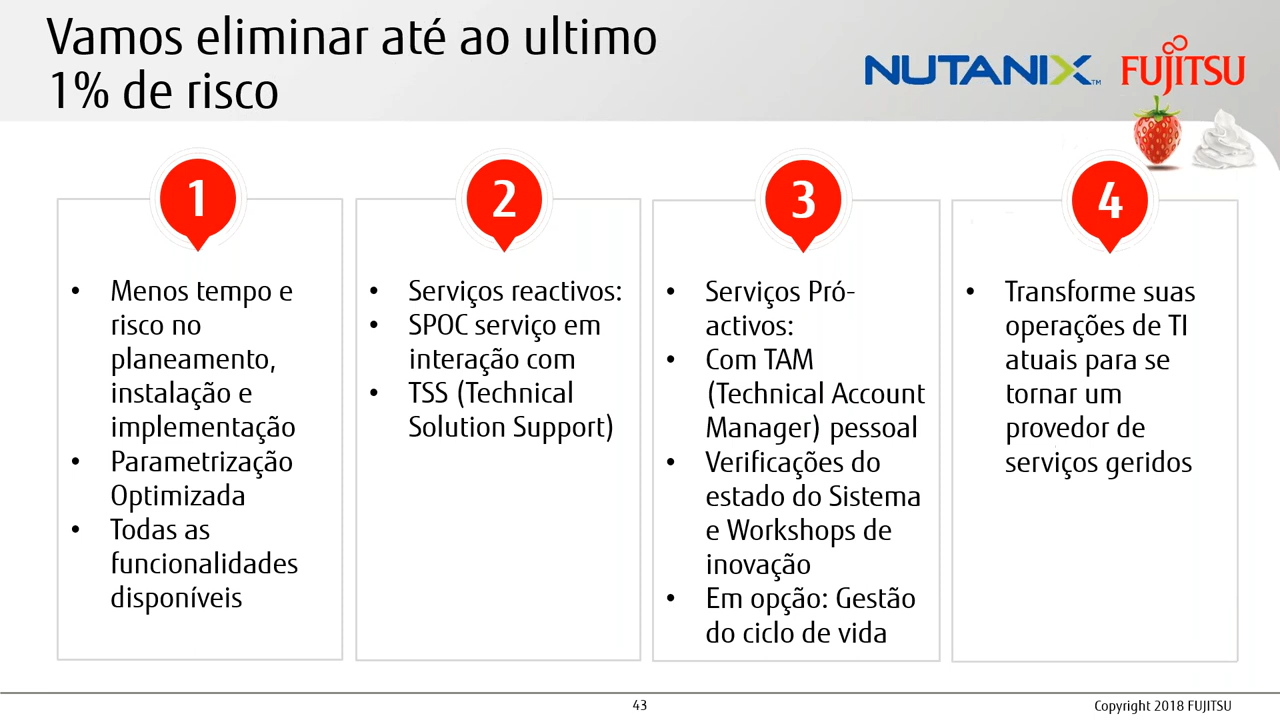 Vamos eliminar até ao ultimo
1% de risco
NUTANIX™
FUJITSU
1
• Menos tempo e
risco no
planeamento,
instalação e
implementação
• Parametrização
Optimizada
• Todas as
funcionalidades
disponíveis
2
• Serviços reactivos:
• SPOC serviço em
interação com
• TSS (Technical
Solution Support)
3
• Serviços Pró-
activos:
• Com TAM
(Technical Account
Manager) pessoal
• Verificações do
estado do Sistema
e Workshops de
inovação
• Em opção: Gestão
do ciclo de vida
4
• Transforme suas
operações de TI
atuais para se
tornar um
provedor de
serviços geridos
43
Copyright 2018 FUJITSU